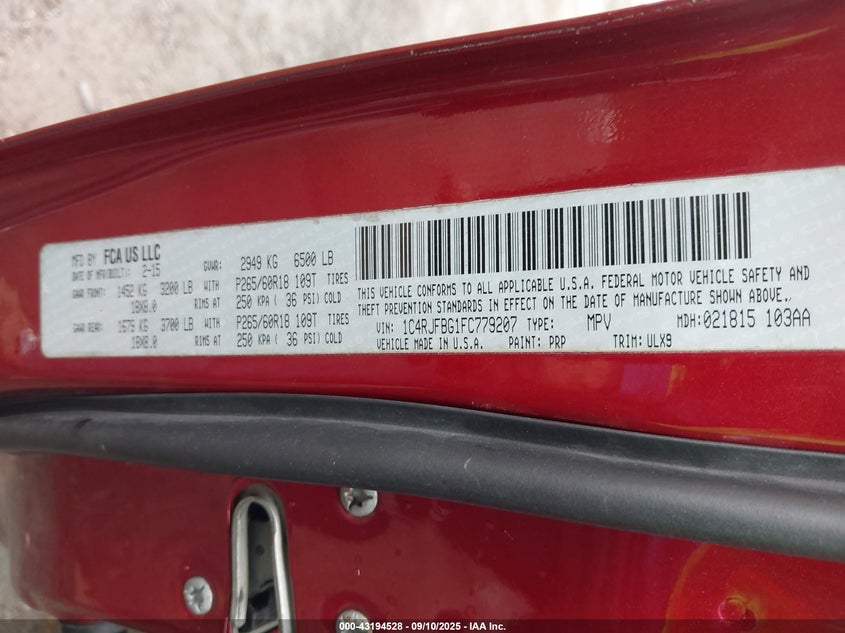 MFD BY FCA US LLC
DATE OF MFR(BUILT): 2-15 GVWR: 2949 KG 6500 LB
GAWR FRONT: 1452 KG 3200 LB WITH P265/60R18 109T TIRES
18X8.0 RIMS AT 250 KPA ( 36 PSI) COLD
GAWR REAR: 1679 KG 3700 LB WITH P265/60R18 109T TIRES
18X8.0 RIMS AT 250 KPA ( 36 PSI) COLD
THIS VEHICLE CONFORMS TO ALL APPLICABLE U.S.A. FEDERAL MOTOR VEHICLE SAFETY AND
THEFT PREVENTION STANDARDS IN EFFECT ON THE DATE OF MANUFACTURE SHOWN ABOVE.
VIN: 1C4RJFBG1FC779207 TYPE: MPV MDH:021815 103AA
VEHICLE MADE IN U.S.A. PAINT: PRP TRIM: ULX9
000-43194528 - 09/10/2025 - IAA Inc.